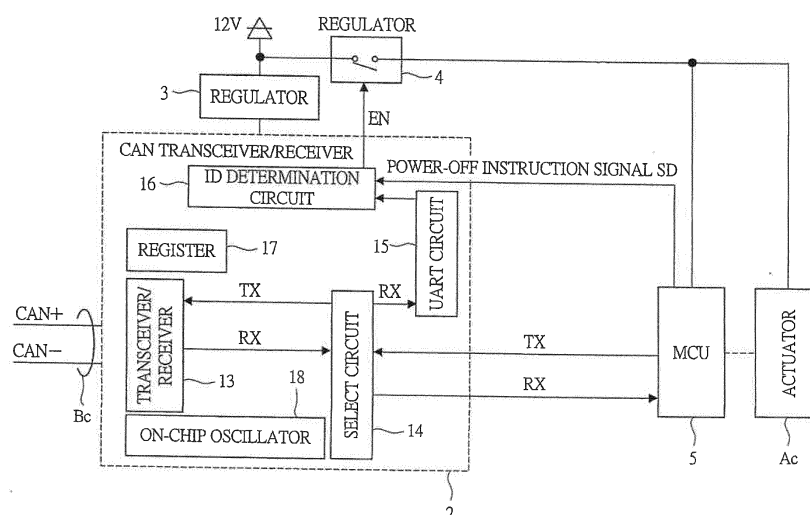 12V
REGULATOR
3
REGULATOR
4
EN
CAN TRANSCEIVER/RECEIVER
POWER-OFF INSTRUCTION SIGNAL SD
16
ID DETERMINATION
CIRCUIT
15
UART CIRCUIT
REGISTER
17
CAN+
CAN−
Bc
TRANSCEIVER/
RECEIVER
13
TX
RX
RX
SELECT CIRCUIT
14
TX
RX
MCU
5
ACTUATOR
Ac
18
ON-CHIP OSCILLATOR
2